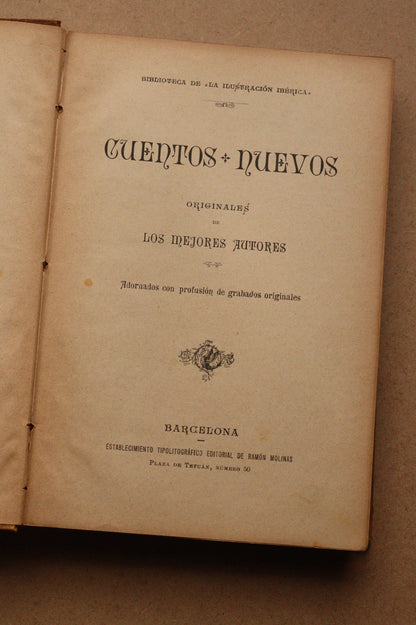 BIBLIOTECA DE «LA ILUSTRACIÓN IBÉRICA»
CUENTOS + NUEVOS
ORIGINALES
DE
LOS MEJORES AUTORES
Adornados con profusión de grabados originales
BARCELONA
ESTABLECIMIENTO TIPOLITOGRÁFICO EDITORIAL DE RAMÓN MOLINAS
PLAZA DE TETUÁN, NÚMERO 50